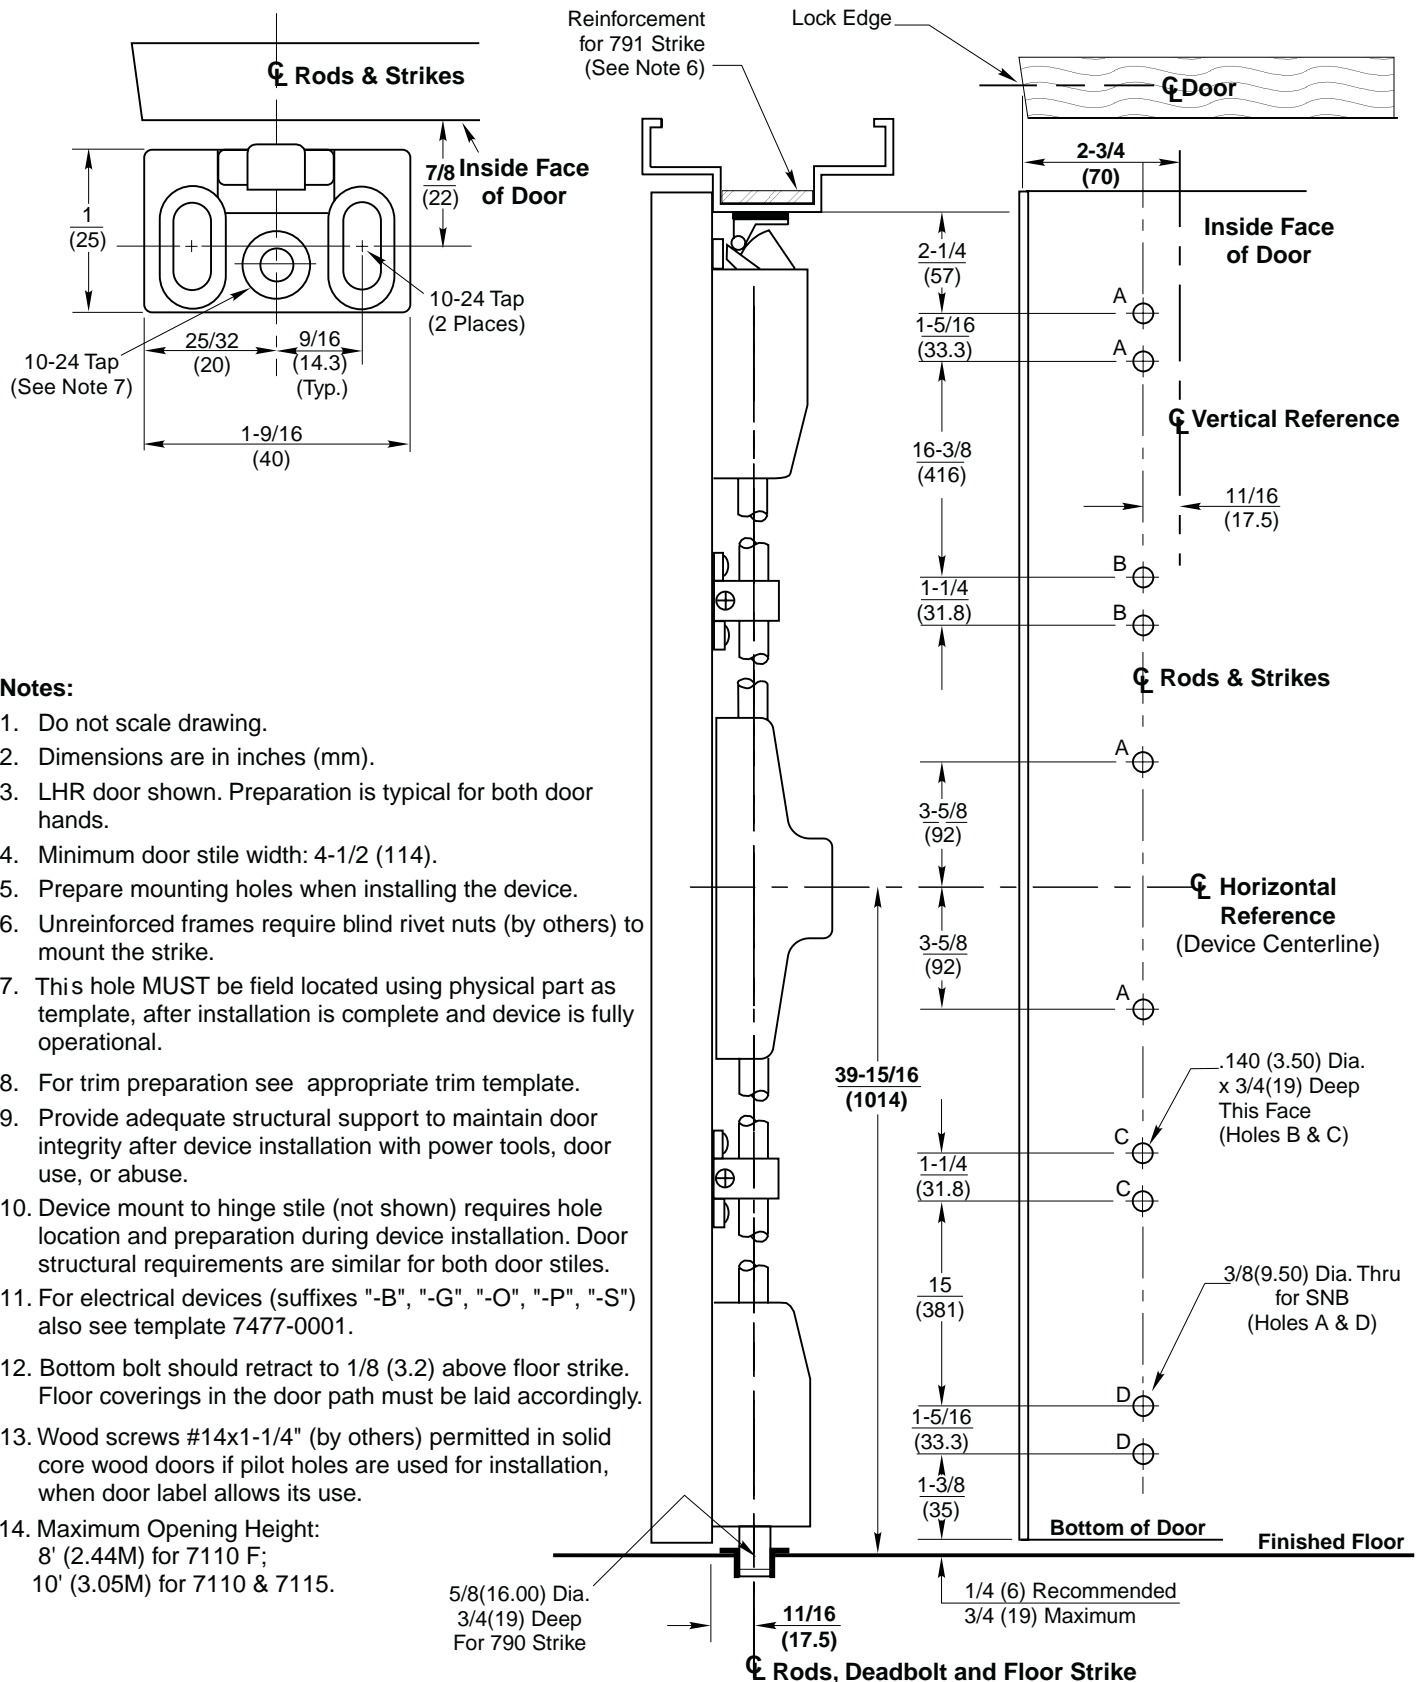 ℄ Rods & Strikes
7/8
(22)
Inside Face
of Door
1
(25)
10-24 Tap
(2 Places)
25/32
(20)
9/16
(14.3)
(Typ.)
10-24 Tap
(See Note 7)
1-9/16
(40)
Reinforcement
for 791 Strike
(See Note 6)
Lock Edge
℄ Door
2-3/4
(70)
Inside Face
of Door
2-1/4
(57)
A
1-5/16
(33.3)
A
℄ Vertical Reference
16-3/8
(416)
11/16
(17.5)
B
1-1/4
(31.8)
B
℄ Rods & Strikes
A
3-5/8
(92)
℄ Horizontal
Reference
(Device Centerline)
3-5/8
(92)
A
39-15/16
(1014)
.140 (3.50) Dia.
x 3/4(19) Deep
This Face
(Holes B & C)
C
1-1/4
(31.8)
C
15
(381)
3/8(9.50) Dia. Thru
for SNB
(Holes A & D)
D
1-5/16
(33.3)
D
1-3/8
(35)
Bottom of Door
Finished Floor
1/4 (6) Recommended
3/4 (19) Maximum
5/8(16.00) Dia.
3/4(19) Deep
For 790 Strike
11/16
(17.5)
℄ Rods, Deadbolt and Floor Strike
Notes:
1. Do not scale drawing.
2. Dimensions are in inches (mm).
3. LHR door shown. Preparation is typical for both door
hands.
4. Minimum door stile width: 4-1/2 (114).
5. Prepare mounting holes when installing the device.
6. Unreinforced frames require blind rivet nuts (by others) to
mount the strike.
7. This hole MUST be field located using physical part as
template, after installation is complete and device is fully
operational.
8. For trim preparation see appropriate trim template.
9. Provide adequate structural support to maintain door
integrity after device installation with power tools, door
use, or abuse.
10. Device mount to hinge stile (not shown) requires hole
location and preparation during device installation. Door
structural requirements are similar for both door stiles.
11. For electrical devices (suffixes "-B", "-G", "-O", "-P", "-S")
also see template 7477-0001.
12. Bottom bolt should retract to 1/8 (3.2) above floor strike.
Floor coverings in the door path must be laid accordingly.
13. Wood screws #14x1-1/4" (by others) permitted in solid
core wood doors if pilot holes are used for installation,
when door label allows its use.
14. Maximum Opening Height:
8' (2.44M) for 7110 F;
10' (3.05M) for 7110 & 7115.